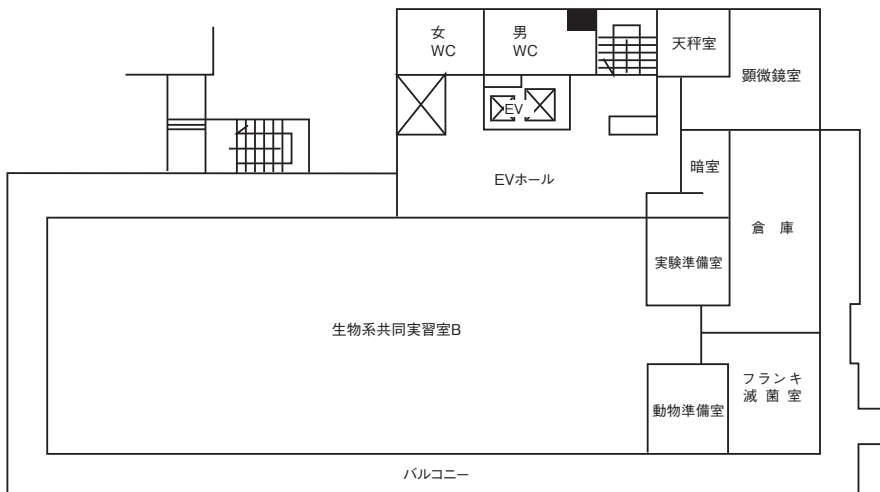 女
WC
男
WC
天秤室
顕微鏡室
EV
EVホール
暗室
倉　庫
実験準備室
生物系共同実習室B
フランキ
滅 菌 室
動物準備室
バルコニー